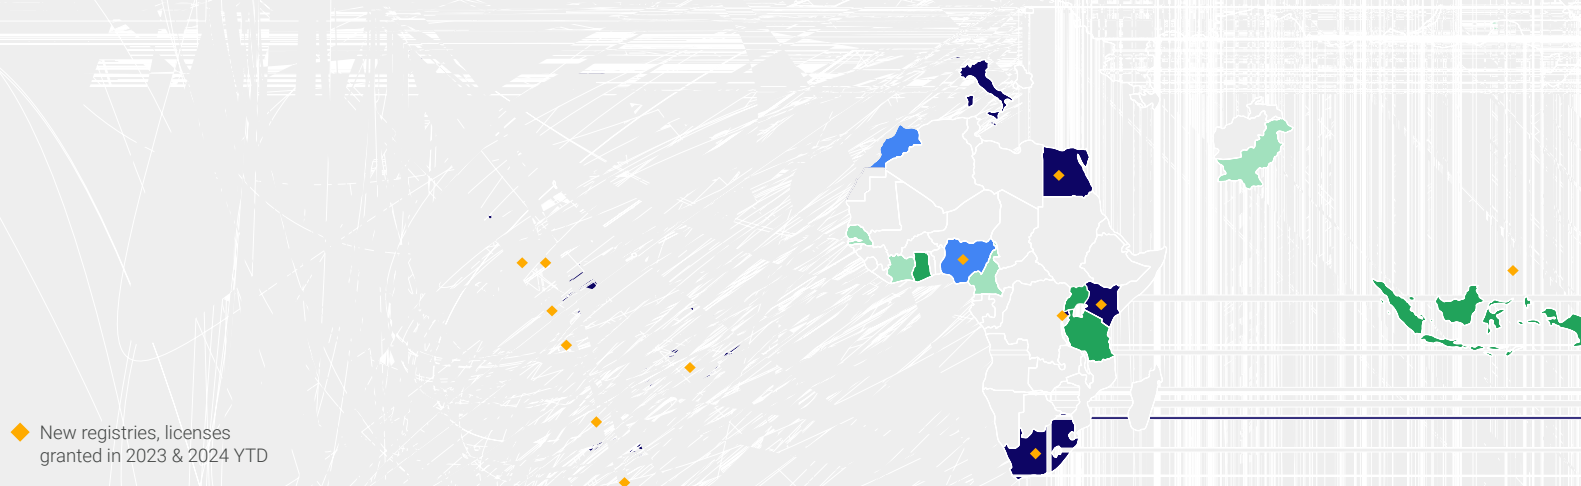 New registries, licenses
granted in 2023 & 2024 YTD